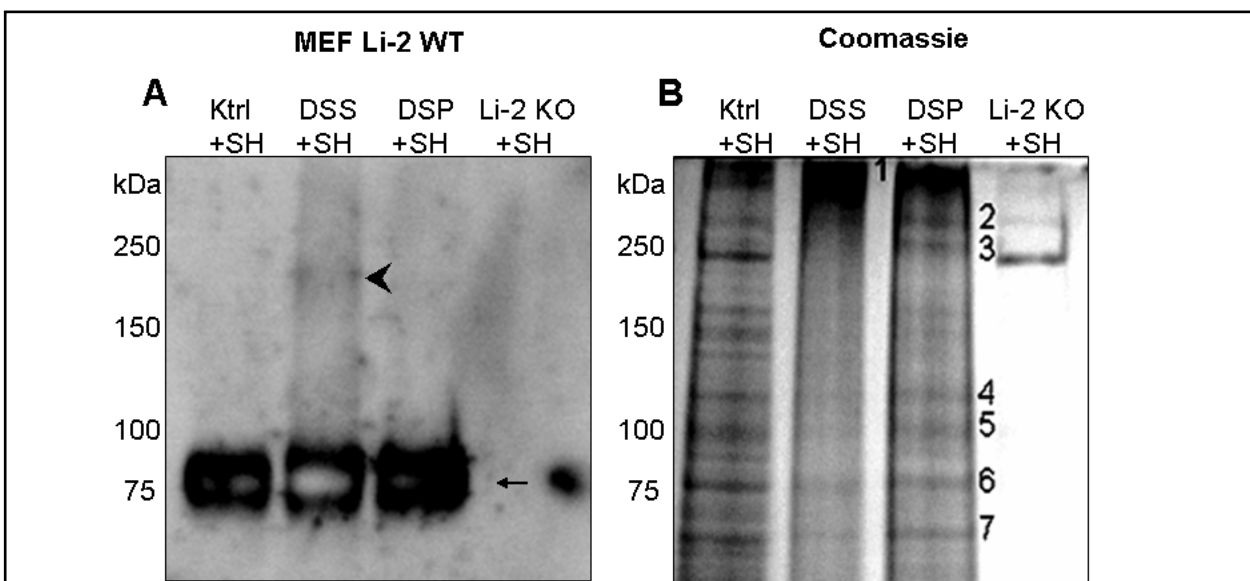 MEF Li-2 WT
Coomassie
A
Ktrl DSS DSP Li-2 KO
+SH +SH +SH +SH
kDa
250
150
100
75
B
Ktrl DSS DSP Li-2 KO
+SH +SH +SH +SH
kDa
250
150
100
75
1
2
3
4
5
6
7